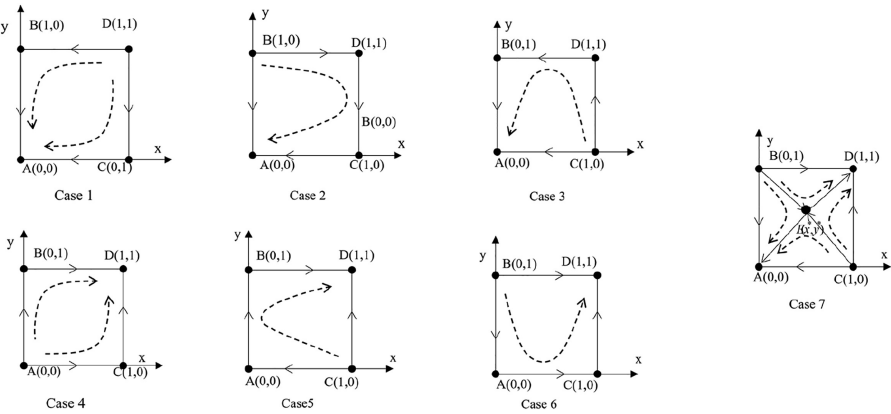 y
B(1,0) D(1,1)
A(0,0) C(0,1)
x
Case 1
y
B(1,0) D(1,1)
B(0,0)
A(0,0) C(1,0)
x
Case 2
y
B(0,1) D(1,1)
A(0,0) C(1,0)
x
Case 3
y
B(0,1) D(1,1)
A(0,0) C(1,0)
x
Case 4
y
B(0,1) D(1,1)
A(0,0) C(1,0)
x
Case5
y
B(0,1) D(1,1)
A(0,0) C(1,0)
x
Case 6
y
B(0,1) D(1,1)
A(0,0) C(1,0)
x
Case 7